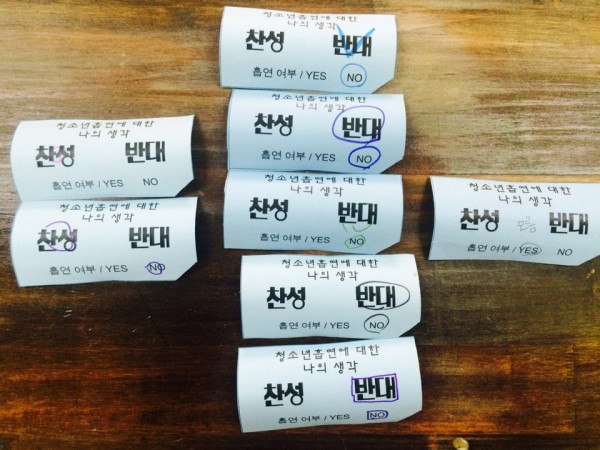 청소년흡연에 대한
나의 생각
찬성 반대
흡연 여부 / YES NO
청소년흡연에 대한
나의 생각
찬성 반대
흡연 여부 / YES NO
청소년흡연에 대한
나의 생각
찬성 반대
흡연 여부 / YES NO
청소년흡연에 대한
나의 생각
찬성 반대
흡연 여부 / YES NO
청소년흡연에 대한
나의 생각
찬성 반대
흡연 여부 / YES NO
청소년흡연에 대한
나의 생각
찬성 반대
흡연 여부 / YES NO
청소년흡연에 대한
나의 생각
찬성 반대
흡연 여부 / YES NO
청소년흡연에 대한
나의 생각
찬성 모름 반대
흡연 여부 / YES NO